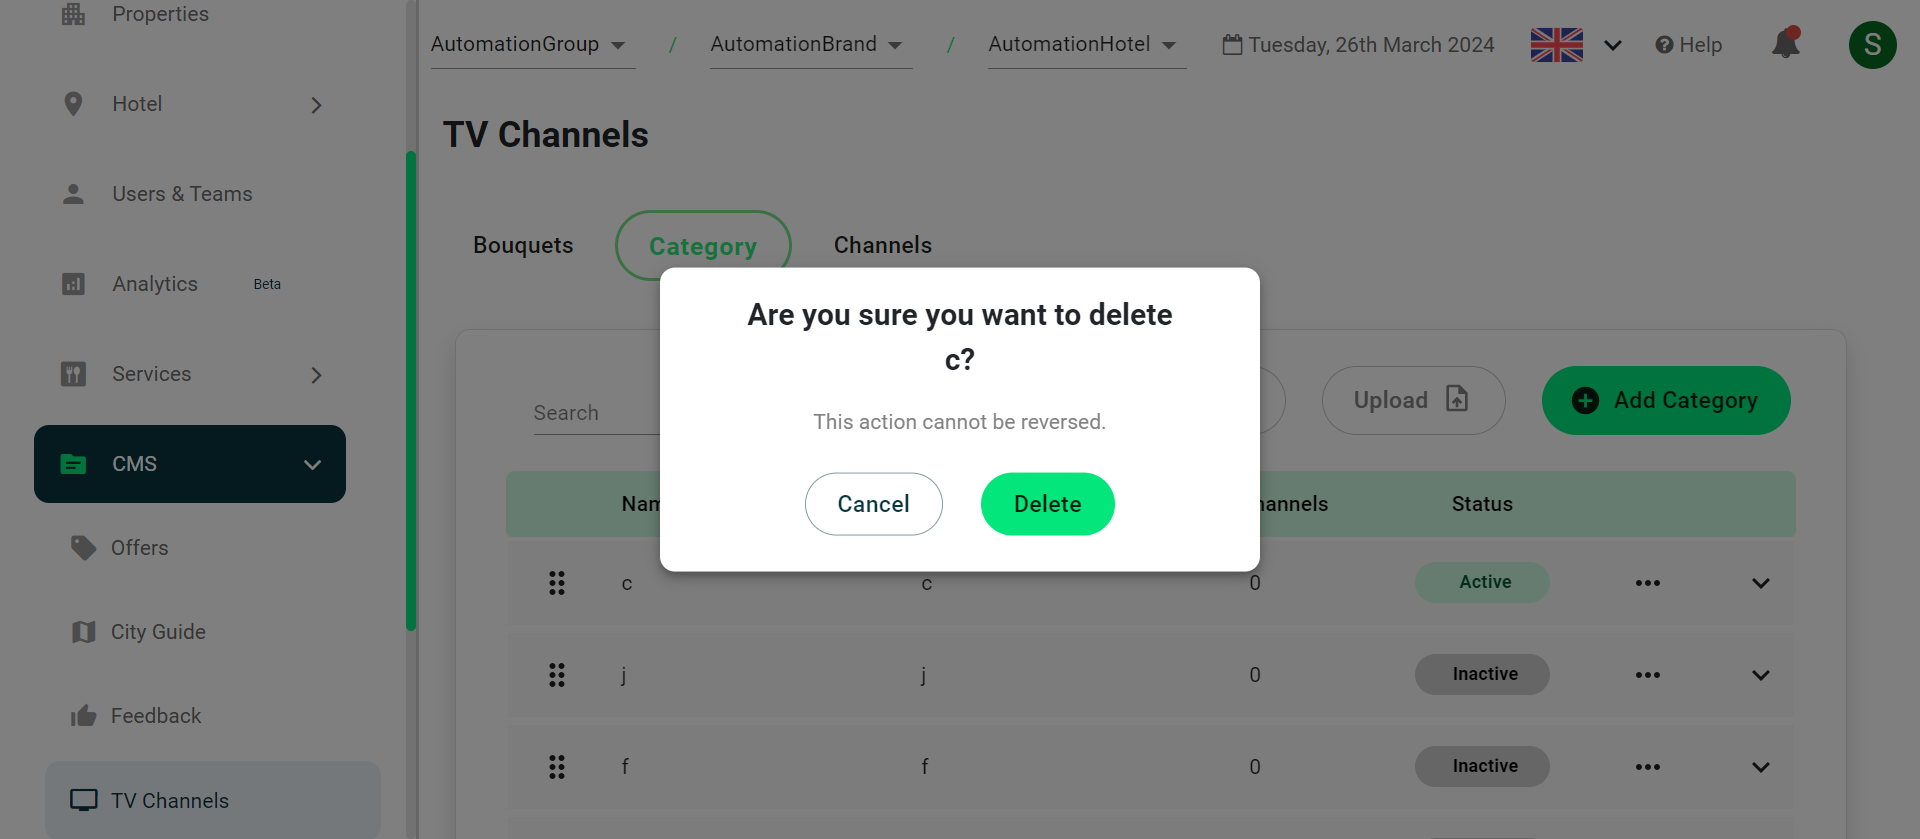 Properties
Hotel
Users & Teams
Analytics Beta
Services
CMS
Offers
City Guide
Feedback
TV Channels
AutomationGroup / AutomationBrand / AutomationHotel Tuesday, 26th March 2024 Help S
TV Channels
Bouquets Category Channels
Search Upload Add Category
Status
c c 0 Active
j j 0 Inactive
f f 0 Inactive
Are you sure you want to delete
c?
This action cannot be reversed.
Cancel Delete